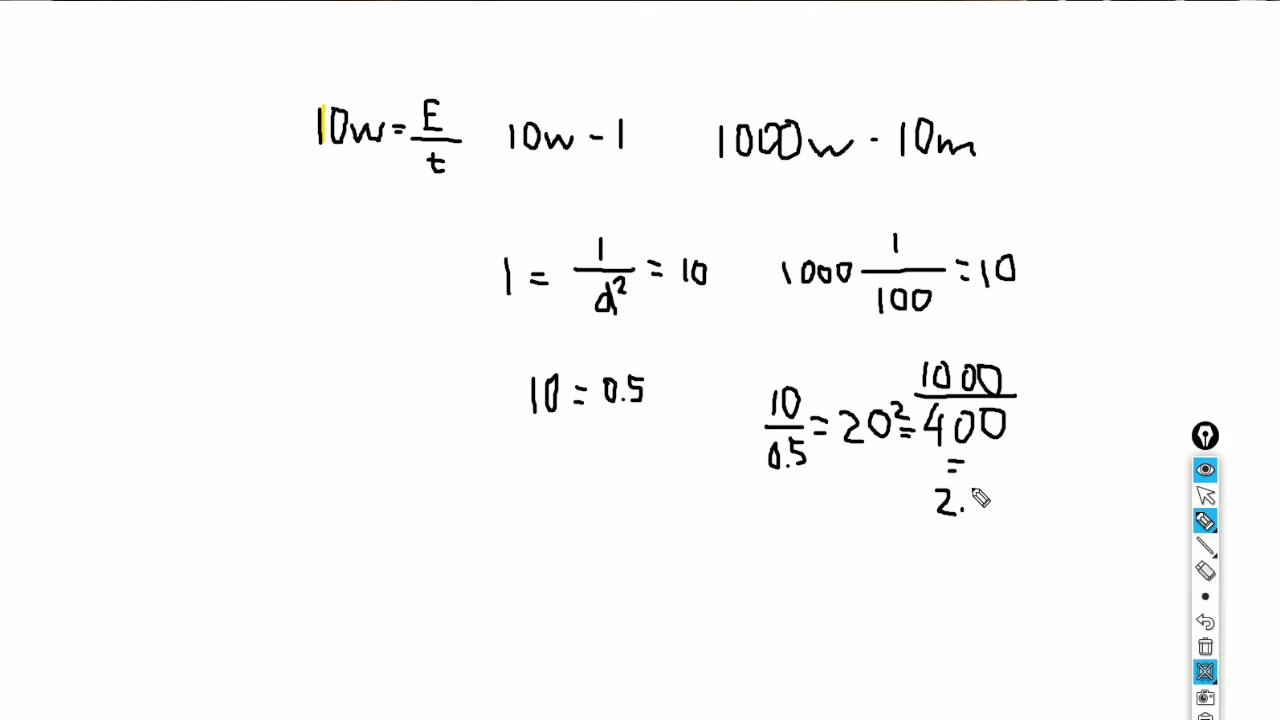 10w = E/t   10w - 1   1000w - 10m
1 = 1/d² = 10   1000 1/100 = 10
10 = 0.5   10/0.5 = 20² = 1000/400
=
2.